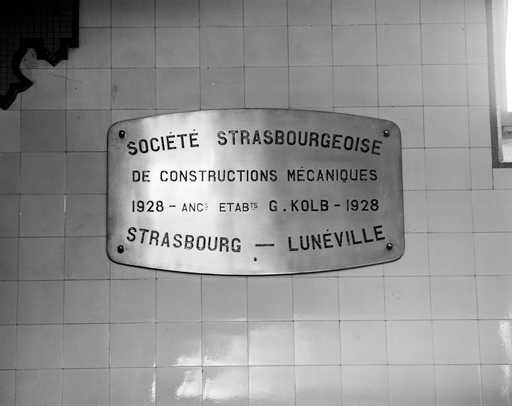 SOCIÉTÉ STRASBOURGEOISE
DE CONSTRUCTIONS MÉCANIQUES
1928 - ANCS ETABTS G. KOLB - 1928
STRASBOURG — LUNÉVILLE